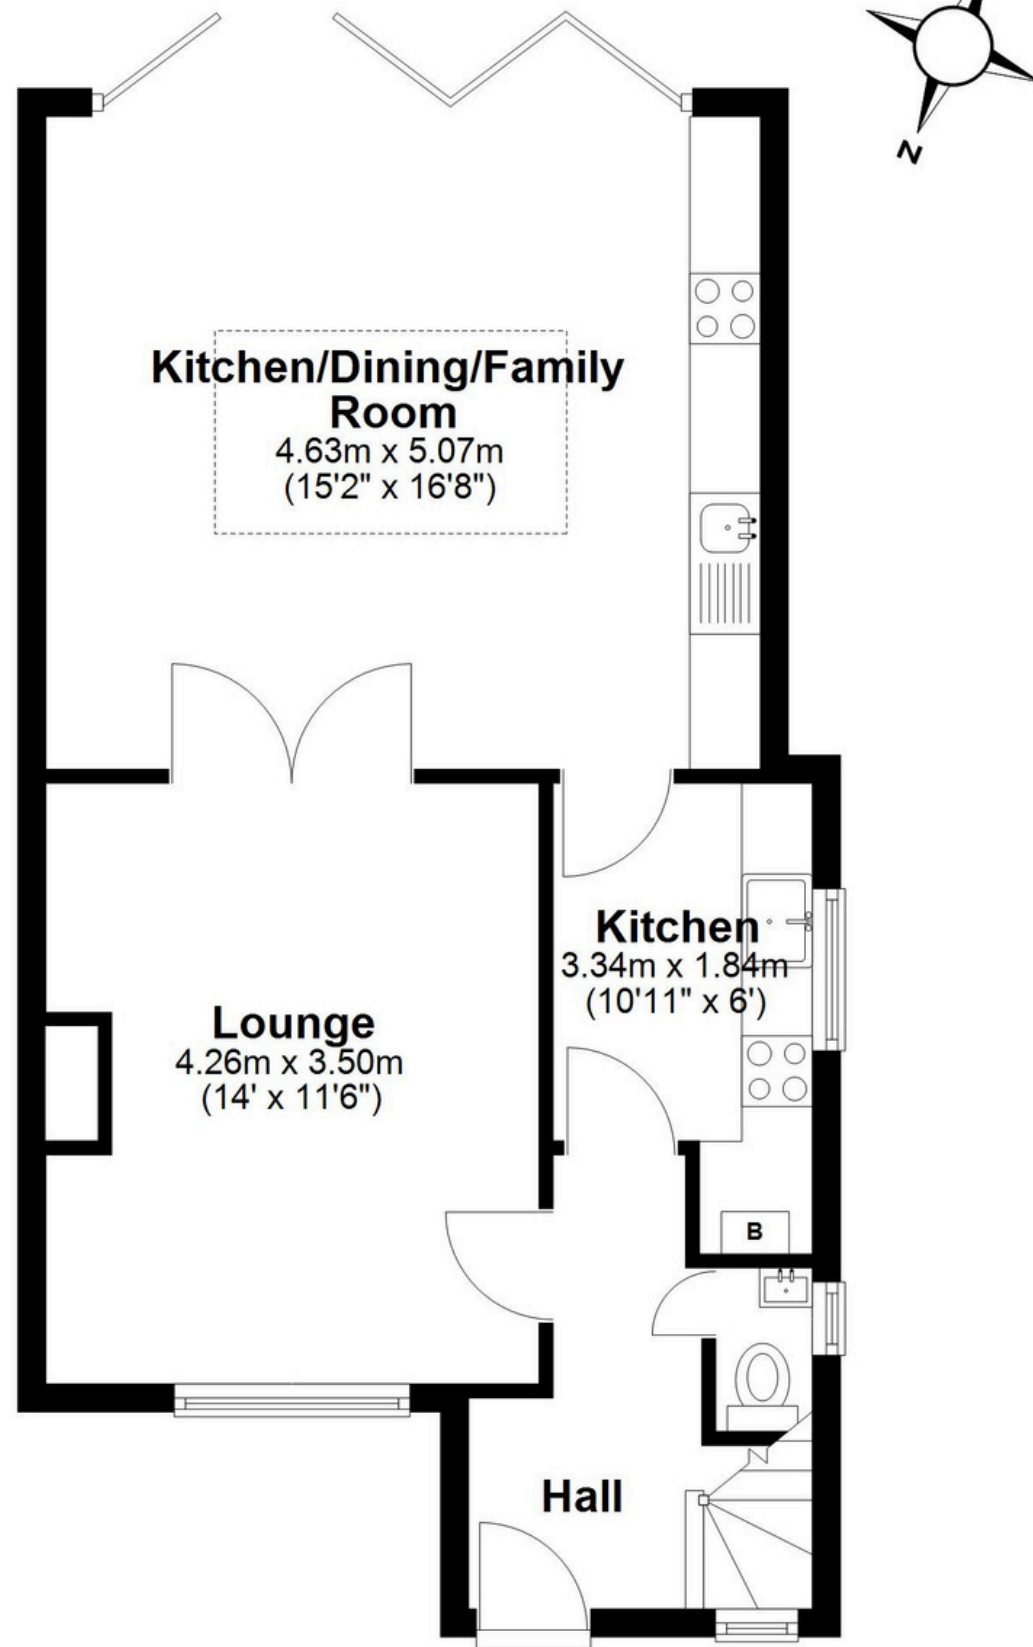 N
Kitchen/Dining/Family
Room
4.63m x 5.07m
(15'2" x 16'8")
Kitchen
3.34m x 1.84m
(10'11" x 6')
Lounge
4.26m x 3.50m
(14' x 11'6")
B
Hall